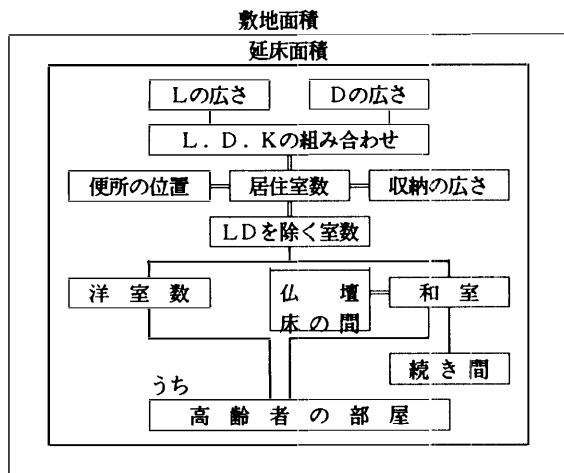 敷地面積
延床面積
Lの広さ Dの広さ
L．D．Kの組み合わせ
便所の位置 居住室数 収納の広さ
LDを除く室数
洋室数 仏壇 和室
床の間
続き間
うち
高齢者の部屋